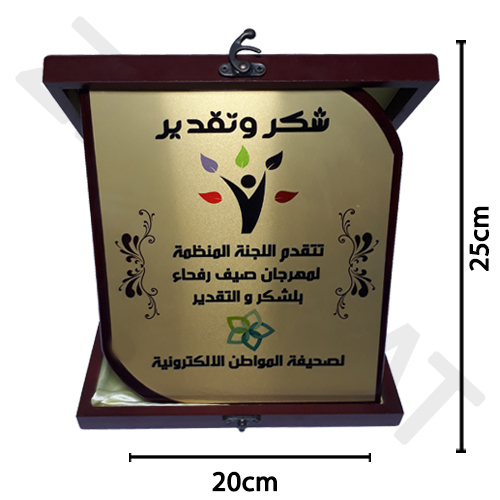 شكر وتقدير
تتقدم اللجنة المنظمة
لمهرجان صيف رفحاء
بلشكر و التقدير
لصحيفة المواطن الالكترونية
25cm
20cm